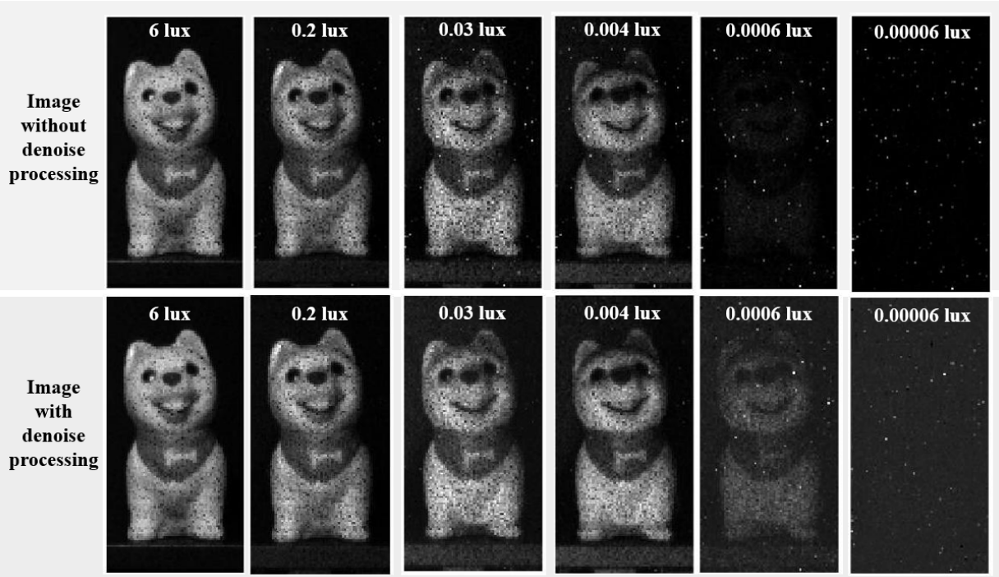 6 lux
0.2 lux
0.03 lux
0.004 lux
0.0006 lux
0.00006 lux
Image
without
denoise
processing
6 lux
0.2 lux
0.03 lux
0.004 lux
0.0006 lux
0.00006 lux
Image
with
denoise
processing